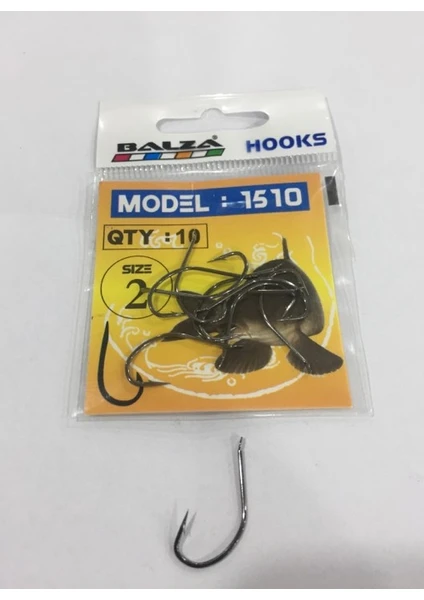 BALZA HOOKS
MODEL : 1510
QTY : 10
SIZE
2